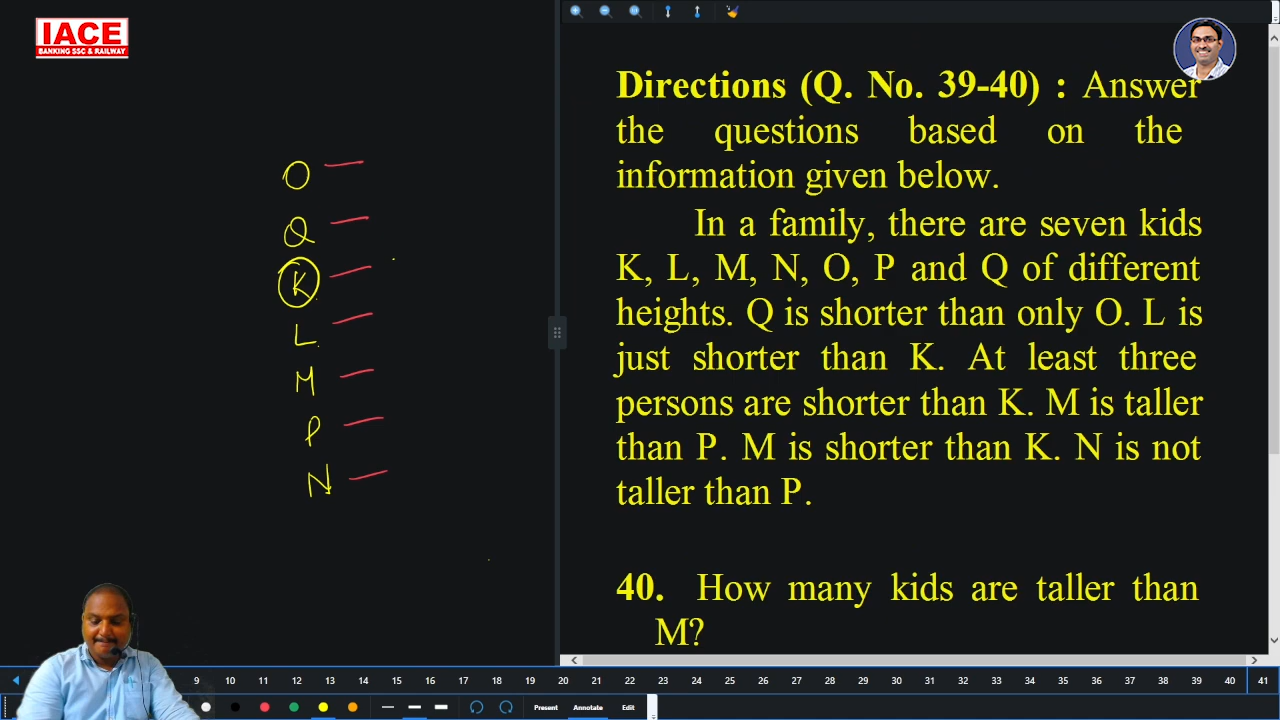 IACE
BANKING SSC & RAILWAY
O
Q
K
L
M
P
N
Directions (Q. No. 39-40) : Answer
the questions based on the
information given below.
In a family, there are seven kids
K, L, M, N, O, P and Q of different
heights. Q is shorter than only O. L is
just shorter than K. At least three
persons are shorter than K. M is taller
than P. M is shorter than K. N is not
taller than P.
40. How many kids are taller than
M?
9 10 11 12 13 14 15 16 17 18 19 20 21 22 23 24 25 26 27 28 29 30 31 32 33 34 35 36 37 38 39 40 41
Present Annotate Edit